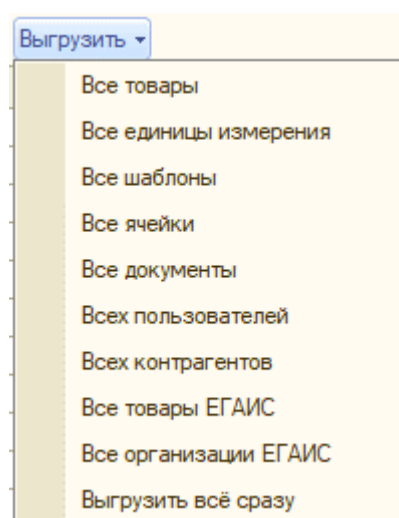 Выгрузить
Все товары
Все единицы измерения
Все шаблоны
Все ячейки
Все документы
Всех пользователей
Всех контрагентов
Все товары ЕГАИС
Все организации ЕГАИС
Выгрузить всё сразу